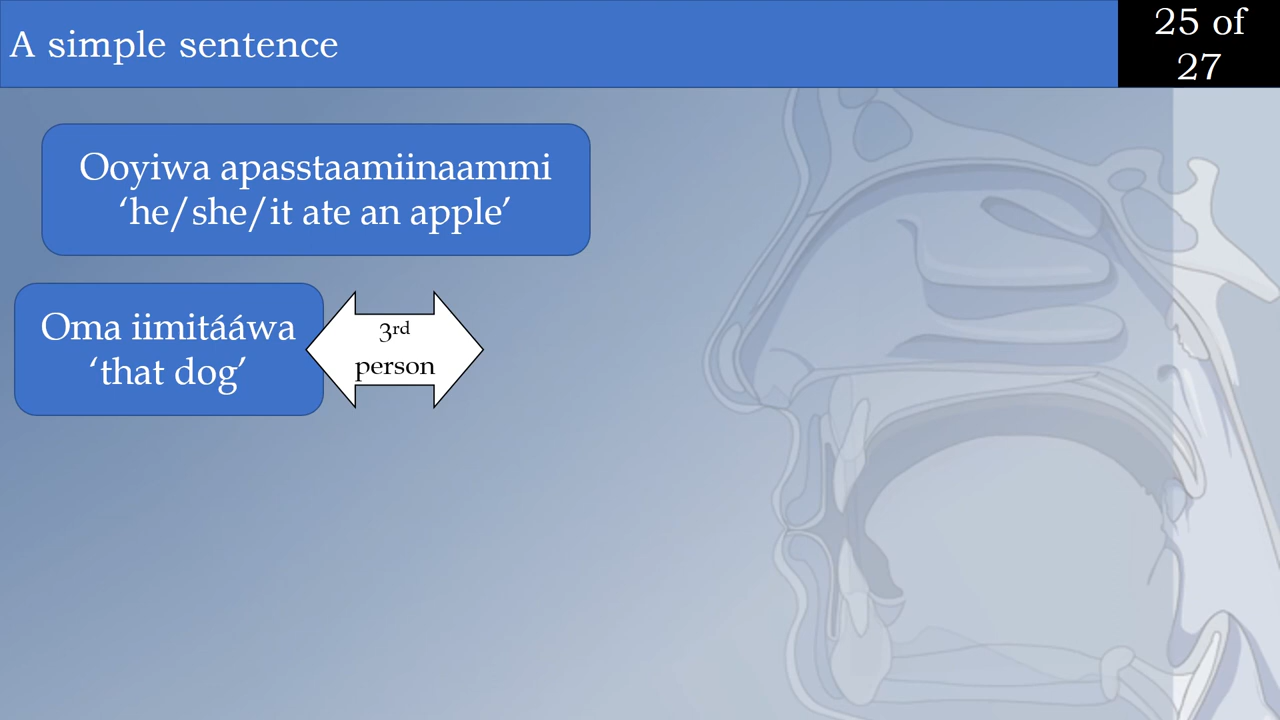 A simple sentence
25 of
27
Ooyiwa apasstaamiinaammi
‘he/she/it ate an apple’
Oma iimitááwa
‘that dog’
3rd
person